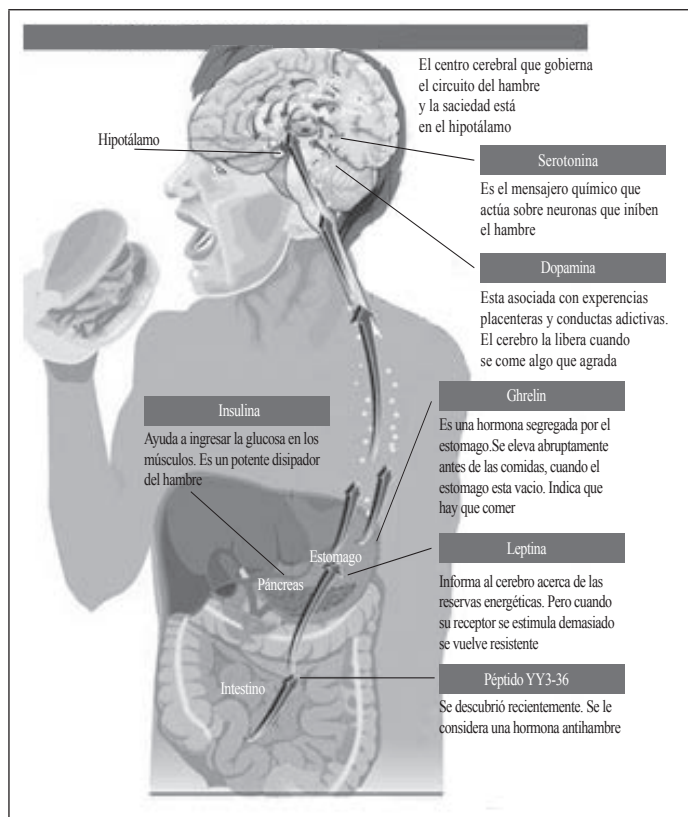 El centro cerebral que gobierna
el circuito del hambre
y la saciedad está
en el hipotálamo
Hipotálamo
Serotonina
Es el mensajero químico que
actúa sobre neuronas que iníben
el hambre
Dopamina
Esta asociada con experencias
placenteras y conductas adictivas.
El cerebro la libera cuando
se come algo que agrada
Insulina
Ayuda a ingresar la glucosa en los
músculos. Es un potente disipador
del hambre
Ghrelin
Es una hormona segregada por el
estomago.Se eleva abruptamente
antes de las comidas, cuando el
estomago esta vacio. Indica que
hay que comer
Estomago
Páncreas
Leptina
Informa al cerebro acerca de las
reservas energéticas. Pero cuando
su receptor se estimula demasiado
se vuelve resistente
Intestino
Péptido YY3-36
Se descubrió recientemente. Se le
considera una hormona antihambre